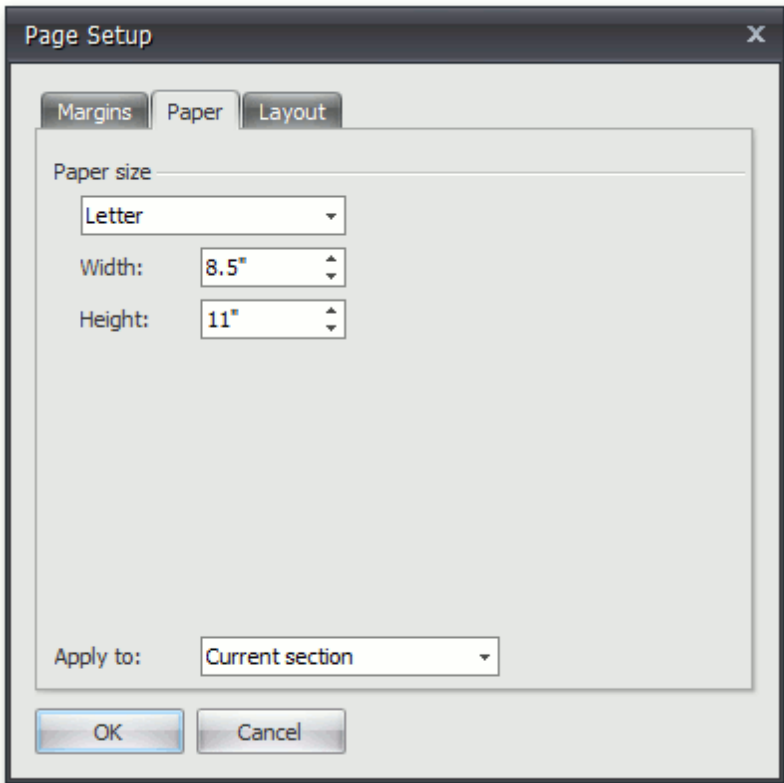 Page Setup x
Margins Paper Layout
Paper size
Letter
Width: 8.5"
Height: 11"
Apply to: Current section
OK Cancel